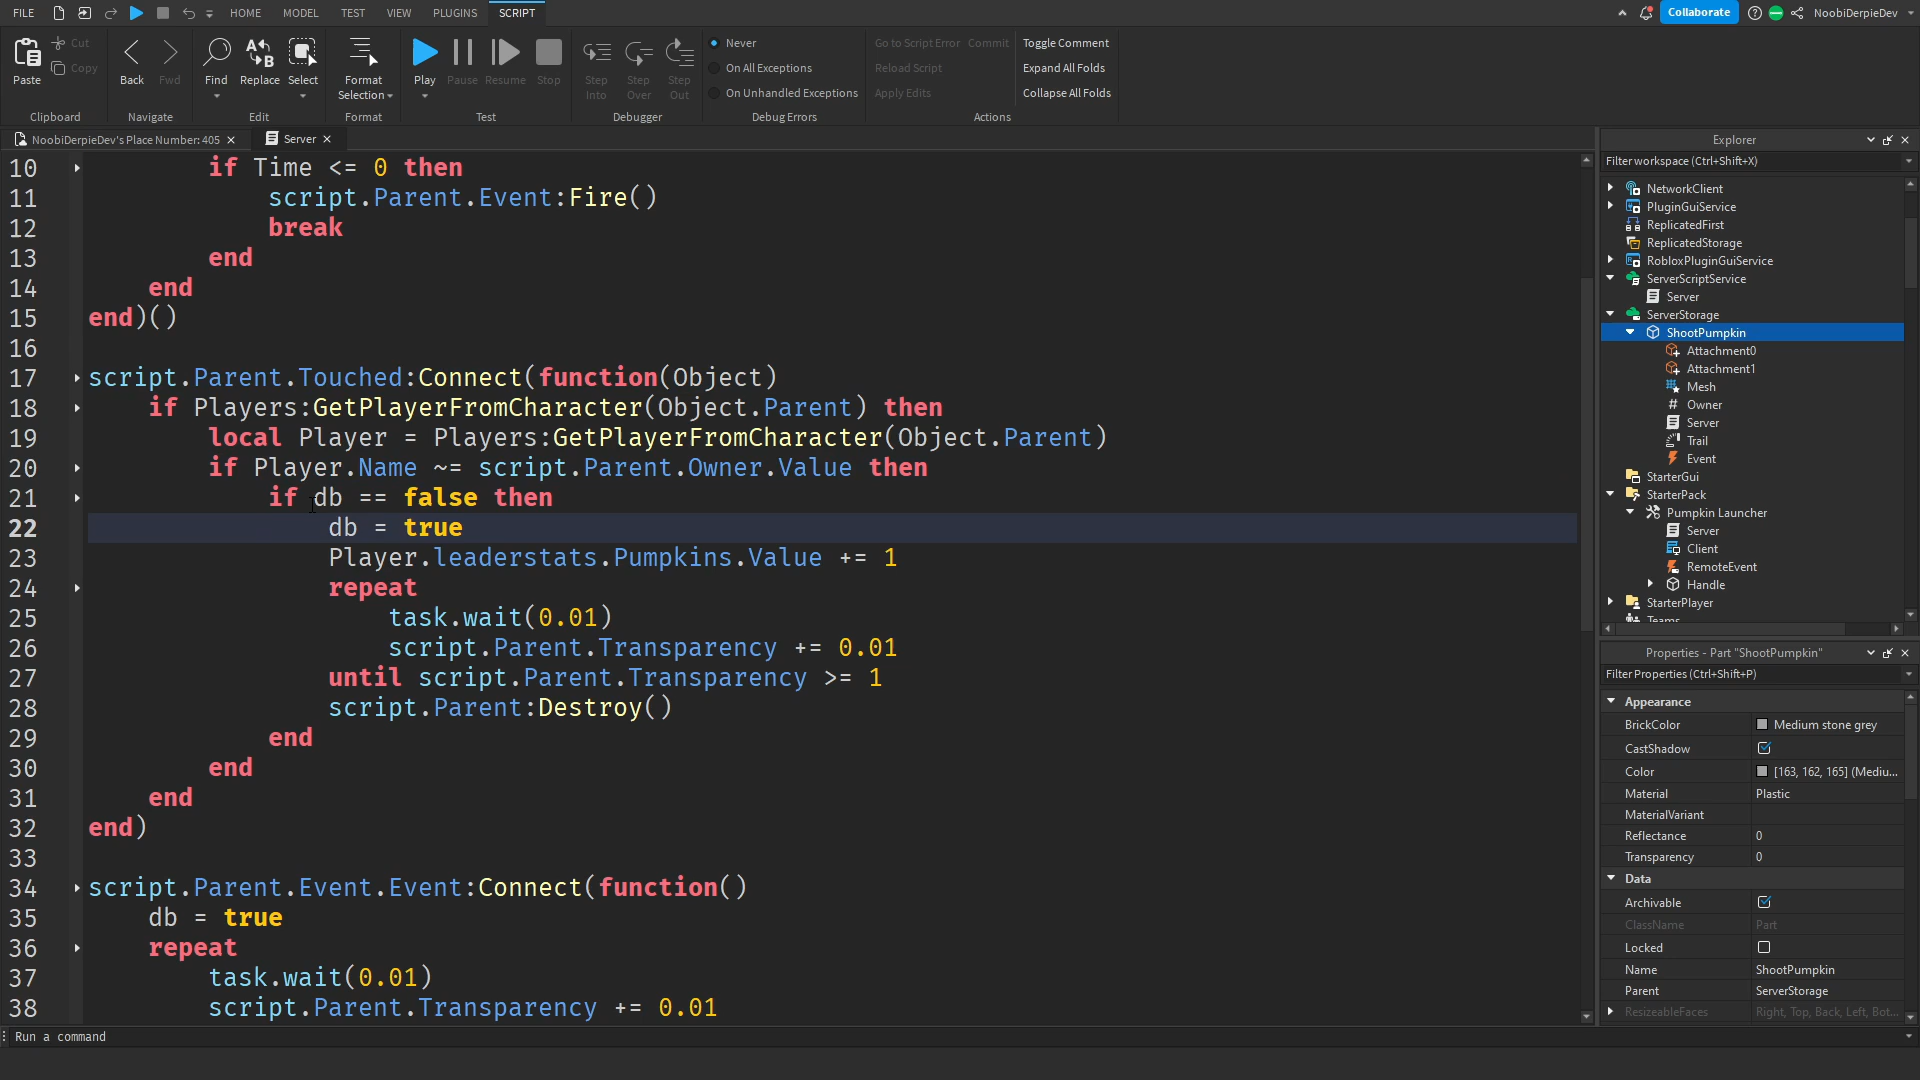 FILE HOME MODEL TEST VIEW PLUGINS SCRIPT Collaborate NoobiDerpieDev
Paste Cut Copy Back Fwd Find Replace Select Format Selection Play Pause Resume Stop Step Into Step Over Step Out
Never Go to Script Error Commit Toggle Comment
On All Exceptions Reload Script Expand All Folds
On Unhandled Exceptions Apply Edits Collapse All Folds
Clipboard Navigate Edit Format Test Debugger Debug Errors Actions
NoobiDerpieDev's Place Number: 405 Server
10 if Time <= 0 then
11 script.Parent.Event:Fire()
12 break
13 end
14 end
15 end)()
16
17 script.Parent.Touched:Connect(function(Object)
18 if Players:GetPlayerFromCharacter(Object.Parent) then
19 local Player = Players:GetPlayerFromCharacter(Object.Parent)
20 if Player.Name ~= script.Parent.Owner.Value then
21 if db == false then
22 db = true
23 Player.leaderstats.Pumpkins.Value += 1
24 repeat
25 task.wait(0.01)
26 script.Parent.Transparency += 0.01
27 until script.Parent.Transparency >= 1
28 script.Parent:Destroy()
29 end
30 end
31 end
32 end)
33
34 script.Parent.Event.Event:Connect(function()
35 db = true
36 repeat
37 task.wait(0.01)
38 script.Parent.Transparency += 0.01
Run a command
Explorer
Filter workspace (Ctrl+Shift+X)
NetworkClient
PluginGuiService
ReplicatedFirst
ReplicatedStorage
RobloxPluginGuiService
ServerScriptService
Server
ServerStorage
ShootPumpkin
Attachment0
Attachment1
Mesh
Owner
Server
Trail
Event
StarterGui
StarterPack
Pumpkin Launcher
Server
Client
RemoteEvent
Handle
StarterPlayer
Teams
Properties - Part "ShootPumpkin"
Filter Properties (Ctrl+Shift+P)
Appearance
BrickColor Medium stone grey
CastShadow
Color [163, 162, 165] (Mediu...
Material Plastic
MaterialVariant
Reflectance 0
Transparency 0
Data
Archivable
ClassName Part
Locked
Name ShootPumpkin
Parent ServerStorage
ResizeableFaces Right, Top, Back, Left, Bot...